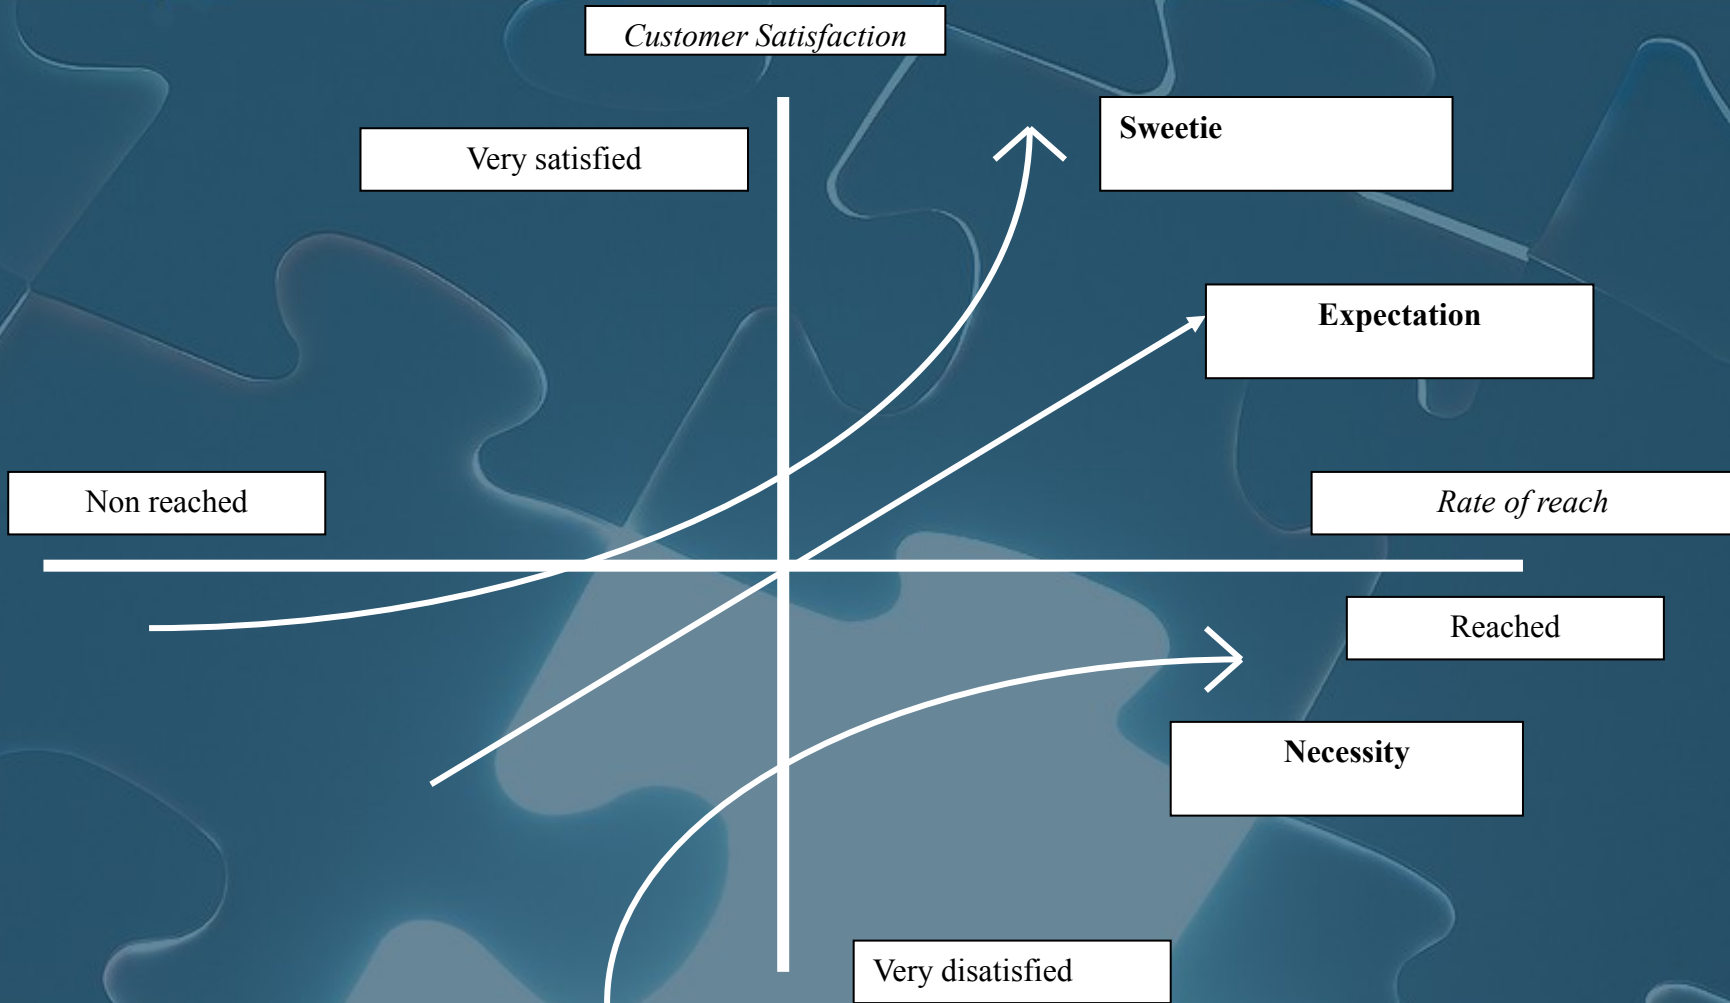 Customer Satisfaction
Sweetie
Very satisfied
Expectation
Non reached
Rate of reach
Reached
Necessity
Very disatisfied